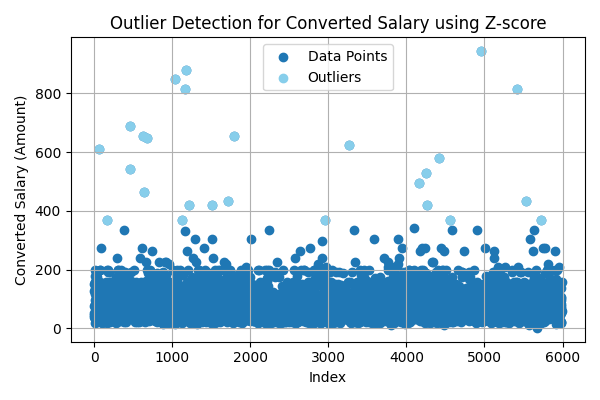 Outlier Detection for Converted Salary using Z-score
Data Points
Outliers
Converted Salary (Amount)
800
600
400
200
0
0 1000 2000 3000 4000 5000 6000
Index